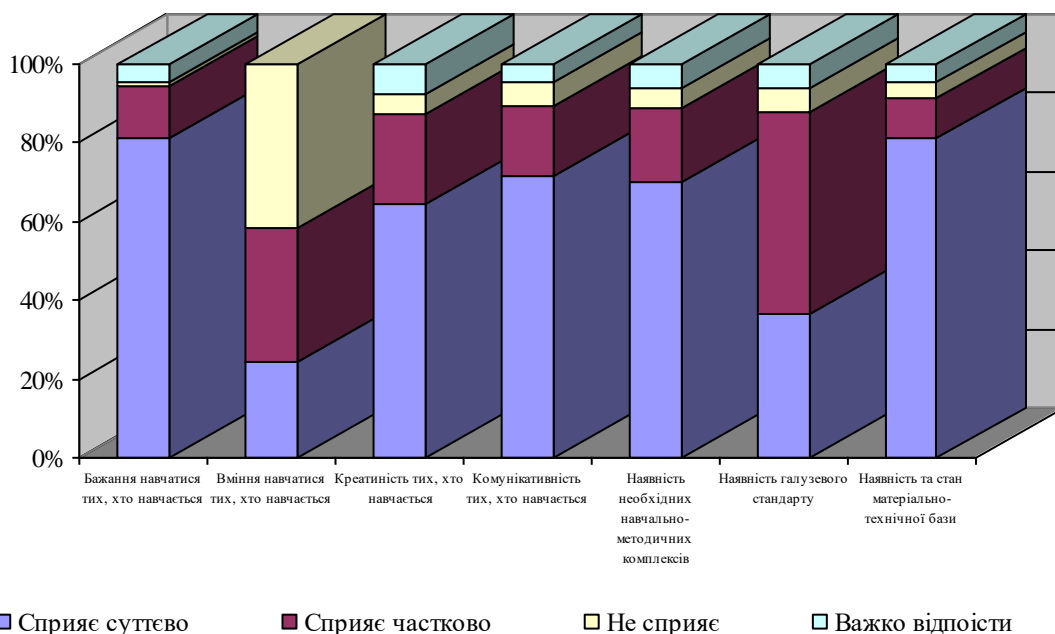 100%
80%
60%
40%
20%
0%
Бажання навчатися
тих, хто навчається
Вміння навчатися
тих, хто навчається
Креатиність тих, хто
навчається
Комунікативність
тих, хто навчається
Наявність
необхідних
навчально-
методичних
комплексів
Наявність галузевого
стандарту
Наявність та стан
матеріально-
технічної бази
Сприяє суттєво
Сприяє частково
Не сприяє
Важко відпоісти